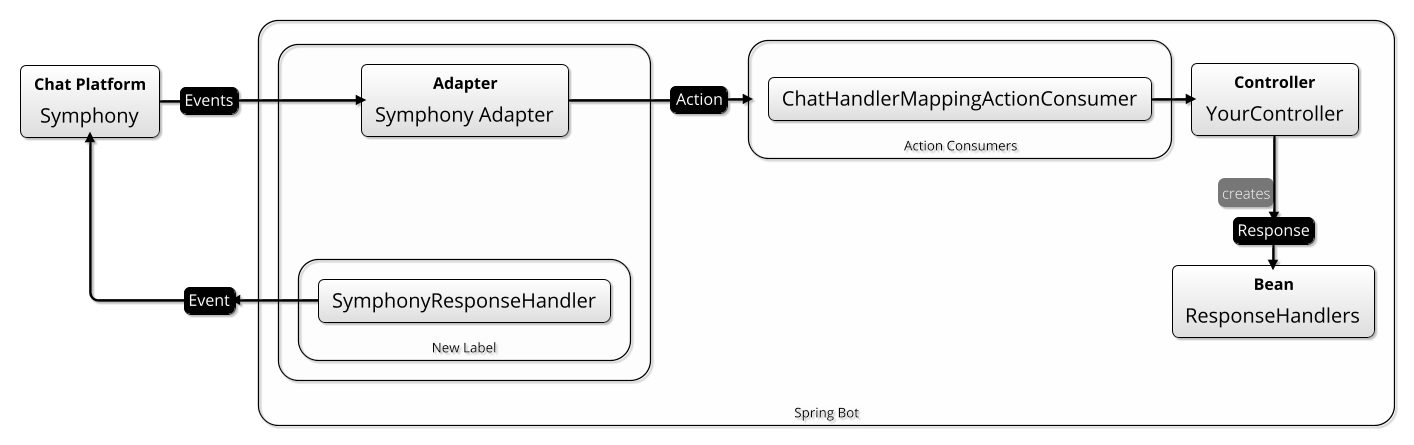 Chat Platform
Symphony
Events
Adapter
Symphony Adapter
Action
ChatHandlerMappingActionConsumer
Action Consumers
Controller
YourController
creates
Response
Bean
ResponseHandlers
Event
SymphonyResponseHandler
New Label
Spring Bot